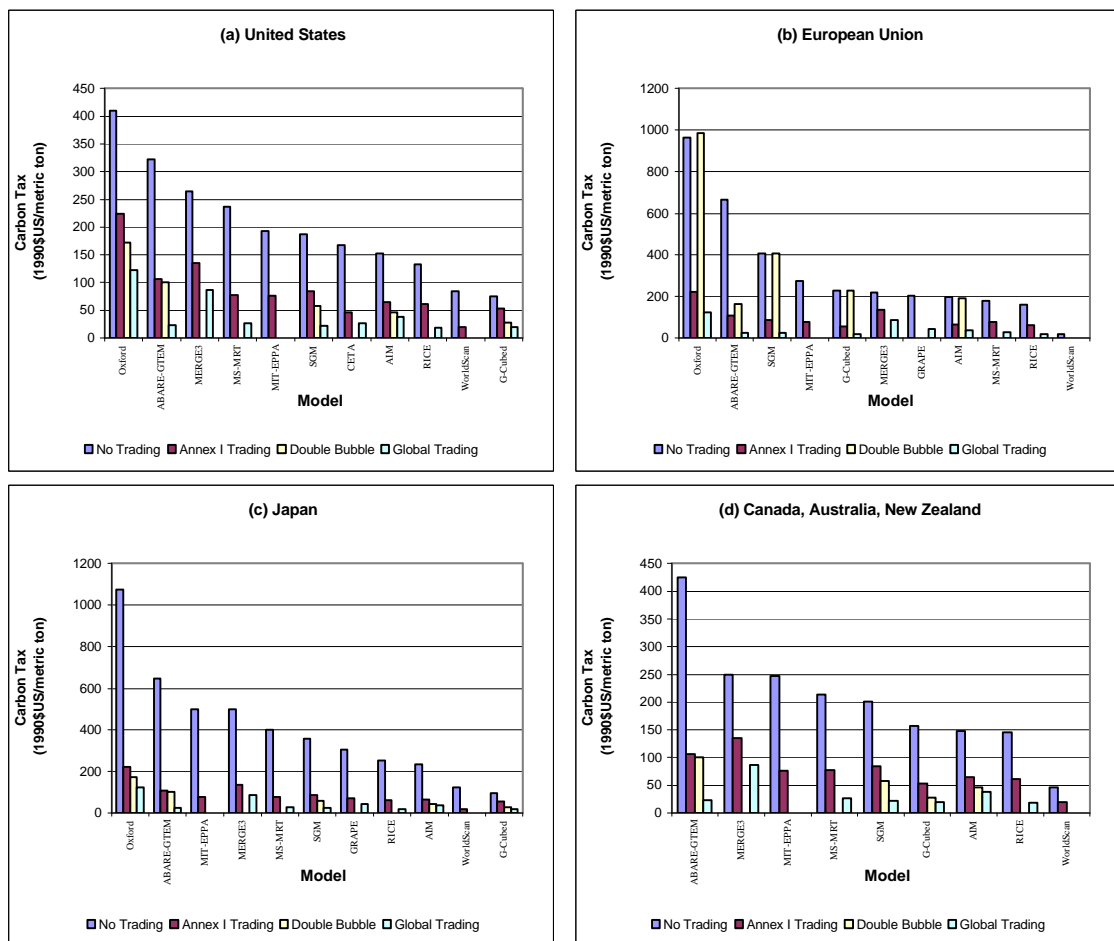 (a) United States
Carbon Tax
(1990$US/metric ton)
450
400
350
300
250
200
150
100
50
0
Oxford
ABARE-GTEM
MERGE3
MS-MRT
MIT-EPPA
SGM
CETA
AIM
RICE
WorldScan
G-Cubed
Model
No Trading Annex I Trading Double Bubble Global Trading
(b) European Union
Carbon Tax
(1990$US/metric ton)
1200
1000
800
600
400
200
0
Oxford
ABARE-GTEM
SGM
MIT-EPPA
G-Cubed
MERGE3
GRAPE
AIM
MS-MRT
RICE
WorldScan
Model
No Trading Annex I Trading Double Bubble Global Trading
(c) Japan
Carbon Tax
(1990$US/metric ton)
1200
1000
800
600
400
200
0
Oxford
ABARE-GTEM
MIT-EPPA
MERGE3
MS-MRT
SGM
GRAPE
RICE
AIM
WorldScan
G-Cubed
Model
No Trading Annex I Trading Double Bubble Global Trading
(d) Canada, Australia, New Zealand
Carbon Tax
(1990$US/metric ton)
450
400
350
300
250
200
150
100
50
0
ABARE-GTEM
MERGE3
MIT-EPPA
MS-MRT
SGM
G-Cubed
AIM
RICE
WorldScan
Model
No Trading Annex I Trading Double Bubble Global Trading